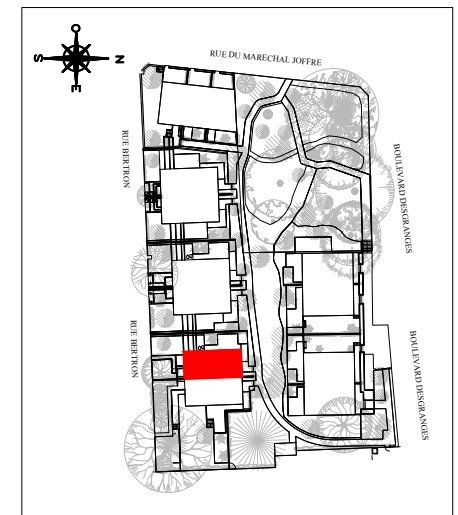 O
S
N
E
RUE DU MARECHAL JOFFRE
RUE BERTRON
BOULEVARD DESGRANGES
RUE BERTRON
BOULEVARD DESGRANGES